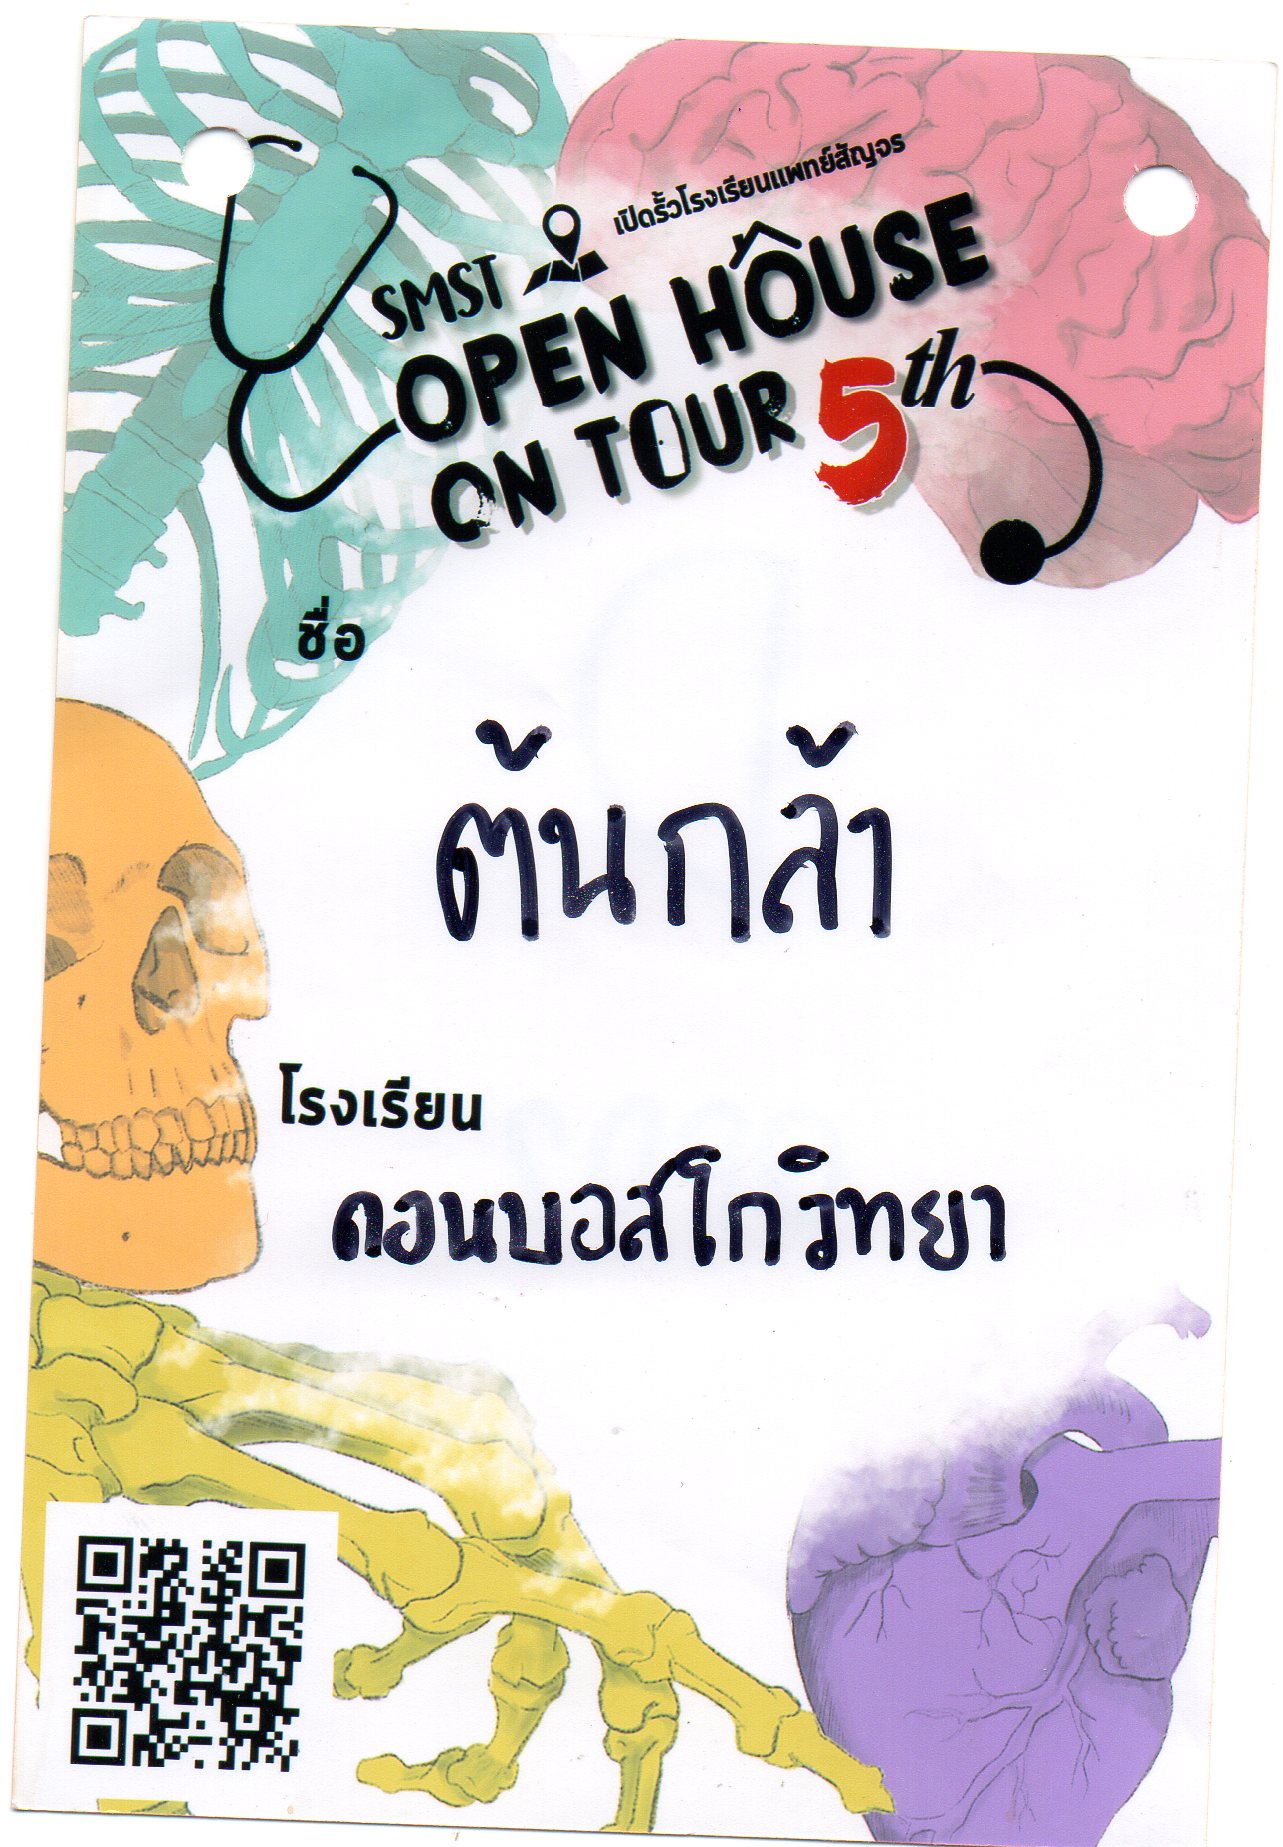 เปิดรั้วโรงเรียนแพทย์สัญจร
SMST
OPEN HOUSE
ON TOUR 5th
ชื่อ
ต้นกล้า
โรงเรียน
ดอนบอสโกวิทยา